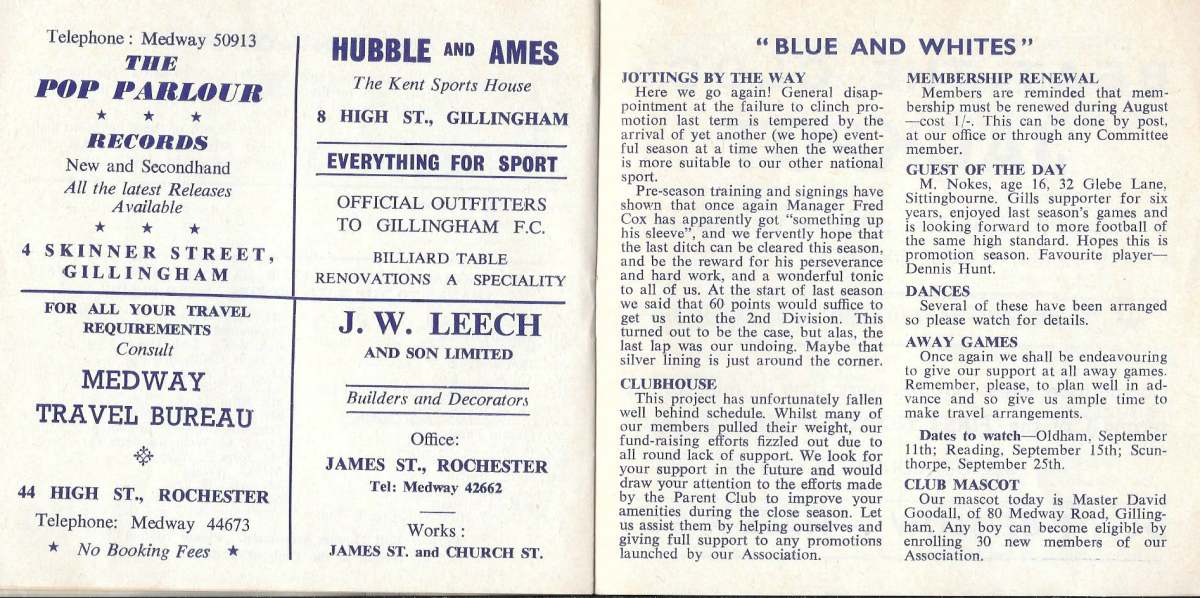 Telephone: Medway 50913
THE
POP PARLOUR
★ ★ ★
RECORDS
New and Secondhand
All the latest Releases
Available
★ ★ ★
4 SKINNER STREET,
GILLINGHAM
HUBBLE AND AMES
The Kent Sports House
8 HIGH ST., GILLINGHAM
EVERYTHING FOR SPORT
OFFICIAL OUTFITTERS
TO GILLINGHAM F.C.
BILLIARD TABLE
RENOVATIONS A SPECIALITY
FOR ALL YOUR TRAVEL
REQUIREMENTS
Consult
MEDWAY
TRAVEL BUREAU
44 HIGH ST., ROCHESTER
Telephone: Medway 44673
★ No Booking Fees ★
J. W. LEECH
AND SON LIMITED
Builders and Decorators
Office:
JAMES ST., ROCHESTER
Tel: Medway 42662
Works:
JAMES ST. and CHURCH ST.
"BLUE AND WHITES"
JOTTINGS BY THE WAY
Here we go again! General disap-
pointment at the failure to clinch pro-
motion last term is tempered by the
arrival of yet another (we hope) event-
ful season at a time when the weather
is more suitable to our other national
sport.
Pre-season training and signings have
shown that once again Manager Fred
Cox has apparently got "something up
his sleeve", and we fervently hope that
the last ditch can be cleared this season,
and be the reward for his perseverance
and hard work, and a wonderful tonic
to all of us. At the start of last season
we said that 60 points would suffice to
get us into the 2nd Division. This
turned out to be the case, but alas, the
last lap was our undoing. Maybe that
silver lining is just around the corner.
CLUBHOUSE
This project has unfortunately fallen
well behind schedule. Whilst many of
our members pulled their weight, our
fund-raising efforts fizzled out due to
all round lack of support. We look for
your support in the future and would
draw your attention to the efforts made
by the Parent Club to improve your
amenities during the close season. Let
us assist them by helping ourselves and
giving full support to any promotions
launched by our Association.
MEMBERSHIP RENEWAL
Members are reminded that mem-
bership must be renewed during August
—cost 1/-. This can be done by post,
at our office or through any Committee
member.
GUEST OF THE DAY
M. Nokes, age 16, 32 Glebe Lane,
Sittingbourne. Gills supporter for six
years, enjoyed last season's games and
is looking forward to more football of
the same high standard. Hopes this is
promotion season. Favourite player—
Dennis Hunt.
DANCES
Several of these have been arranged
so please watch for details.
AWAY GAMES
Once again we shall be endeavouring
to give our support at all away games.
Remember, please, to plan well in ad-
vance and so give us ample time to
make travel arrangements.
Dates to watch—Oldham, September
11th; Reading, September 15th; Scun-
thorpe, September 25th.
CLUB MASCOT
Our mascot today is Master David
Goodall, of 80 Medway Road, Gilling-
ham. Any boy can become eligible by
enrolling 30 new members of our
Association.